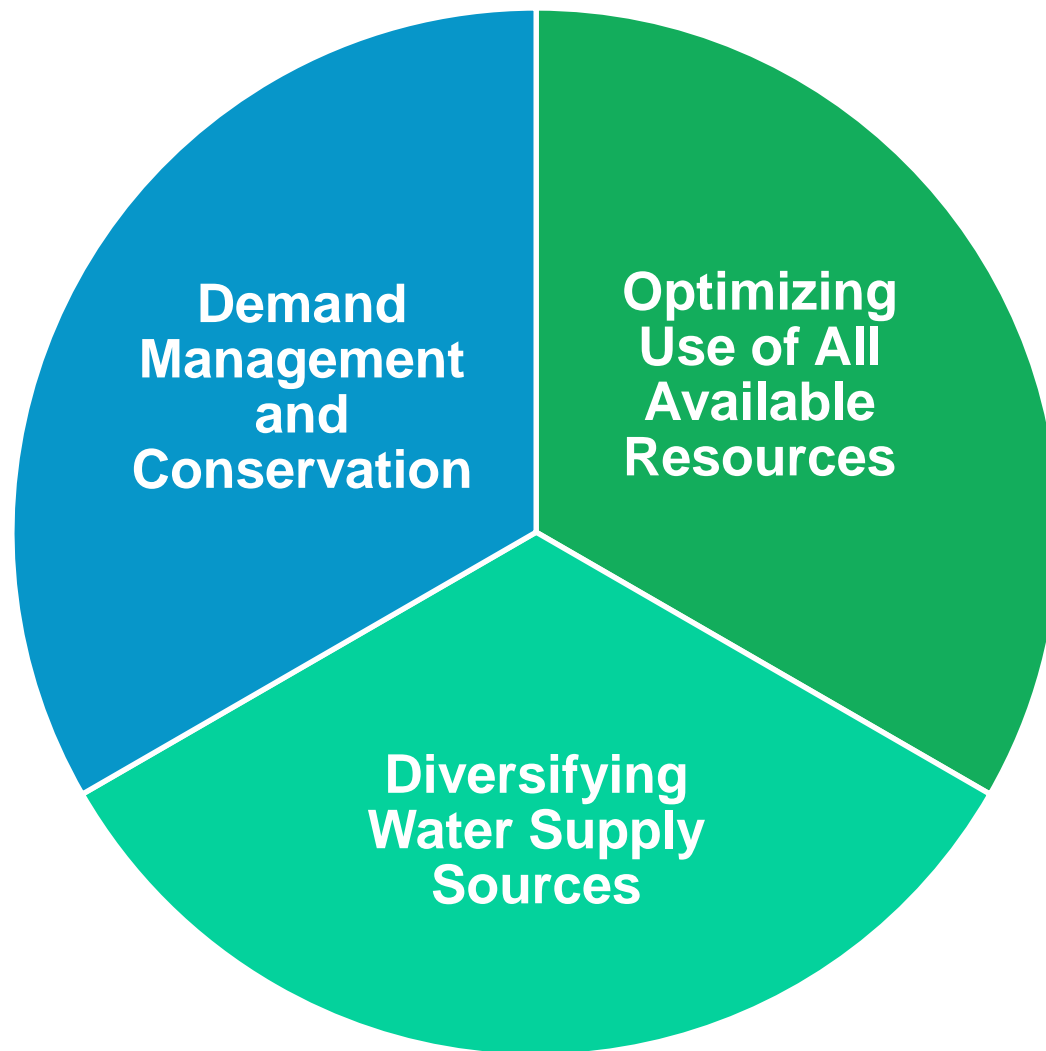 Demand
Management
and
Conservation
Optimizing
Use of All
Available
Resources
Diversifying
Water Supply
Sources